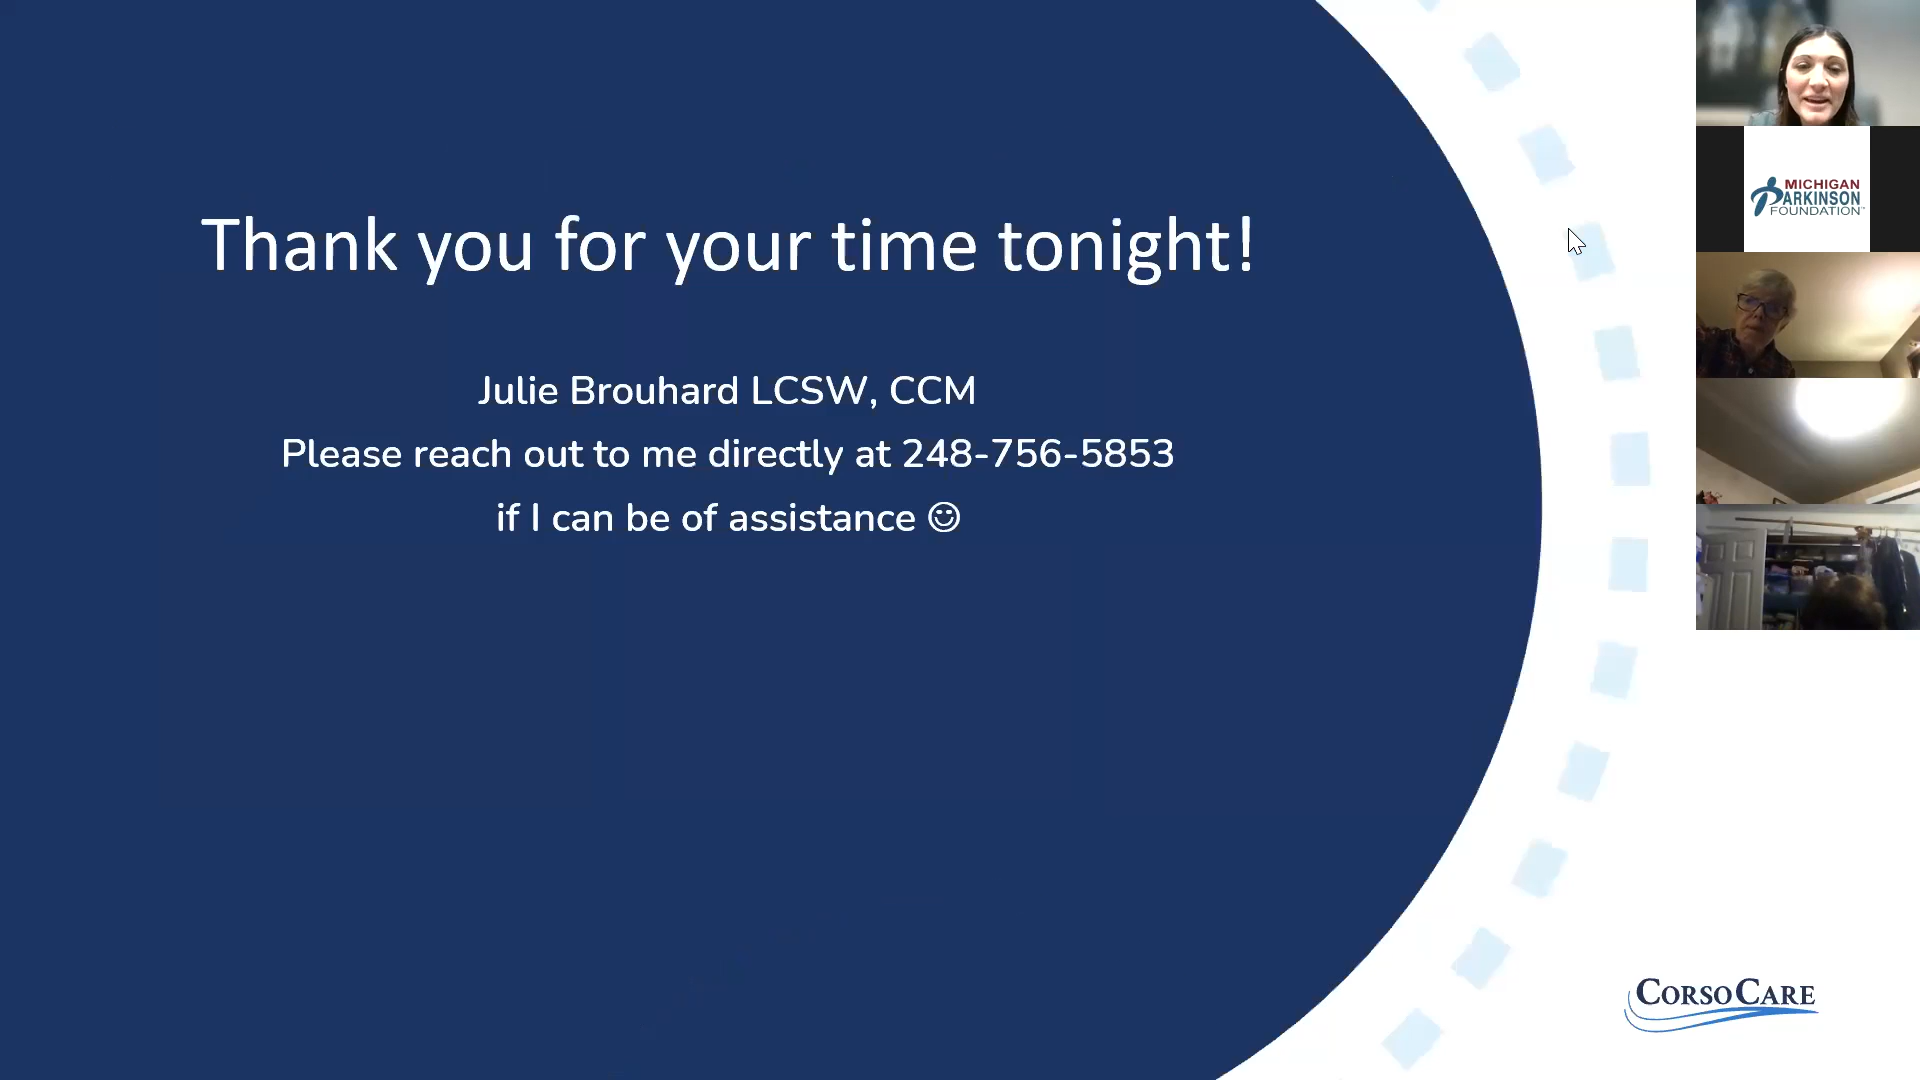 Thank you for your time tonight!
Julie Brouhard LCSW, CCM
Please reach out to me directly at 248-756-5853
if I can be of assistance ☺
MICHIGAN
PARKINSON
FOUNDATION
CORSOCARE